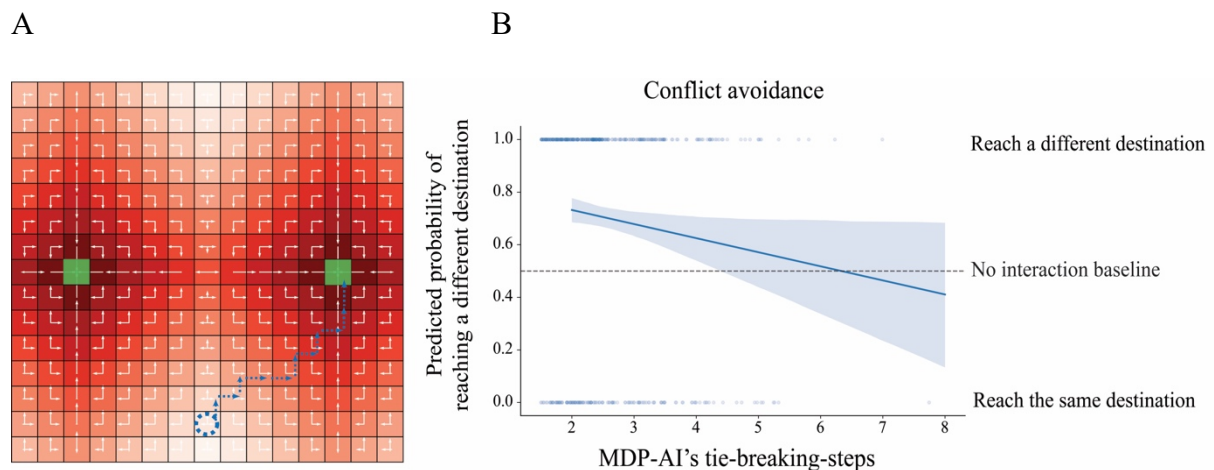 A
B
Conflict avoidance
Predicted probability of
reaching a different destination
1.0
0.8
0.6
0.4
0.2
0.0
Reach a different destination
No interaction baseline
Reach the same destination
2 3 4 5 6 7 8
MDP-AI's tie-breaking-steps